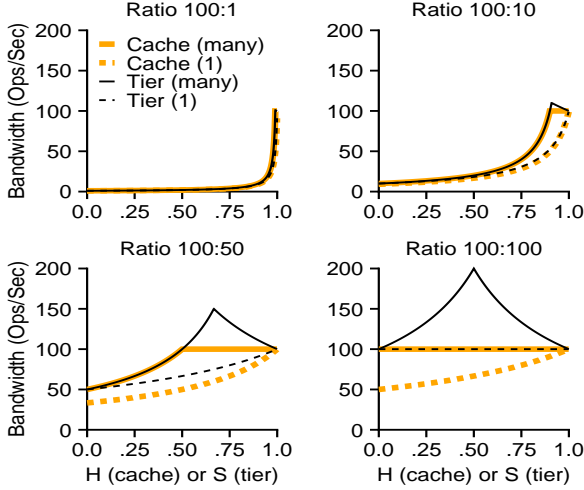 Ratio 100:1
Ratio 100:10
Bandwidth (Ops/Sec)
200
150
100
50
0
Cache (many)
Cache (1)
Tier (many)
Tier (1)
0.0 .25 .50 .75 1.0
200
150
100
50
0
0.0 .25 .50 .75 1.0
Ratio 100:50
Ratio 100:100
Bandwidth (Ops/Sec)
200
150
100
50
0
0.0 .25 .50 .75 1.0
H (cache) or S (tier)
200
150
100
50
0
0.0 .25 .50 .75 1.0
H (cache) or S (tier)